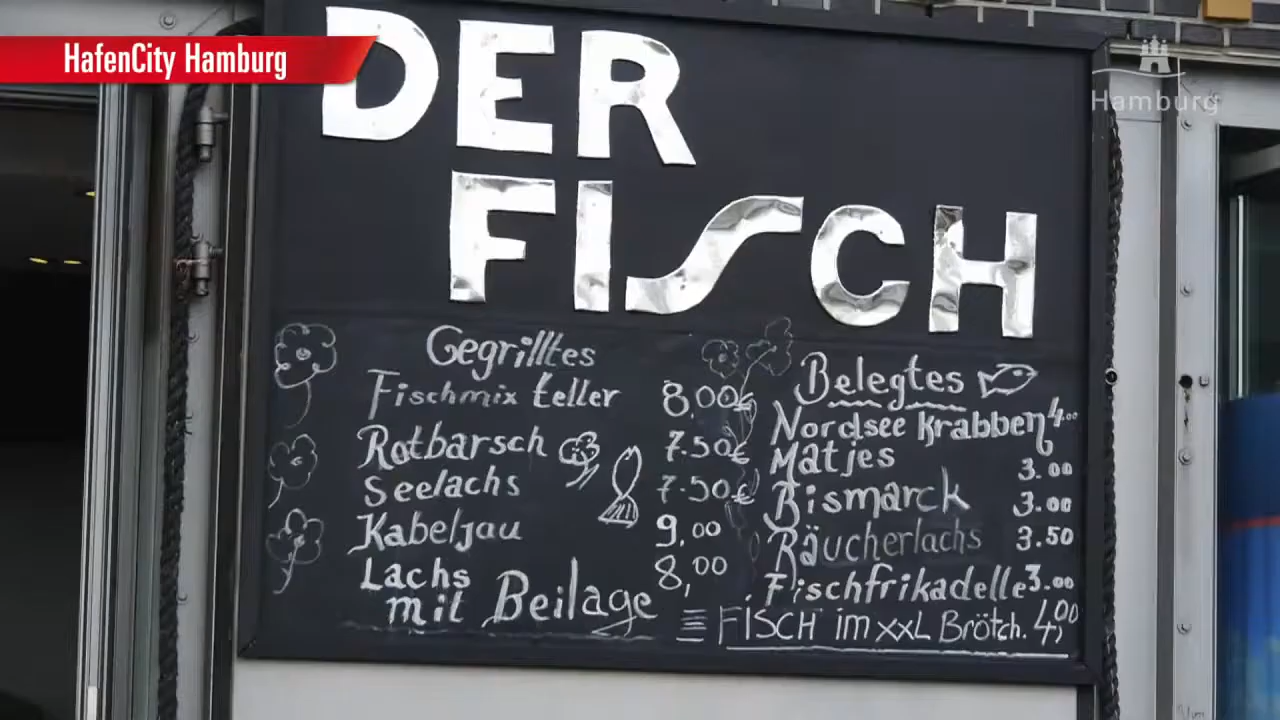 HafenCity Hamburg
Hamburg
DER
FISCH
Gegrilltes
Fischmix teller 8,00€
Rotbarsch 7.50€
Seelachs 7.50€
Kabeljau 9,00
Lachs 8,00
mit Beilage
Belegtes
Nordsee Krabben 4.00
Matjes 3.00
Bismarck 3.00
Räucherlachs 3.50
Fischfrikadelle 3.00
FISCH im XXL Brötch. 4,00